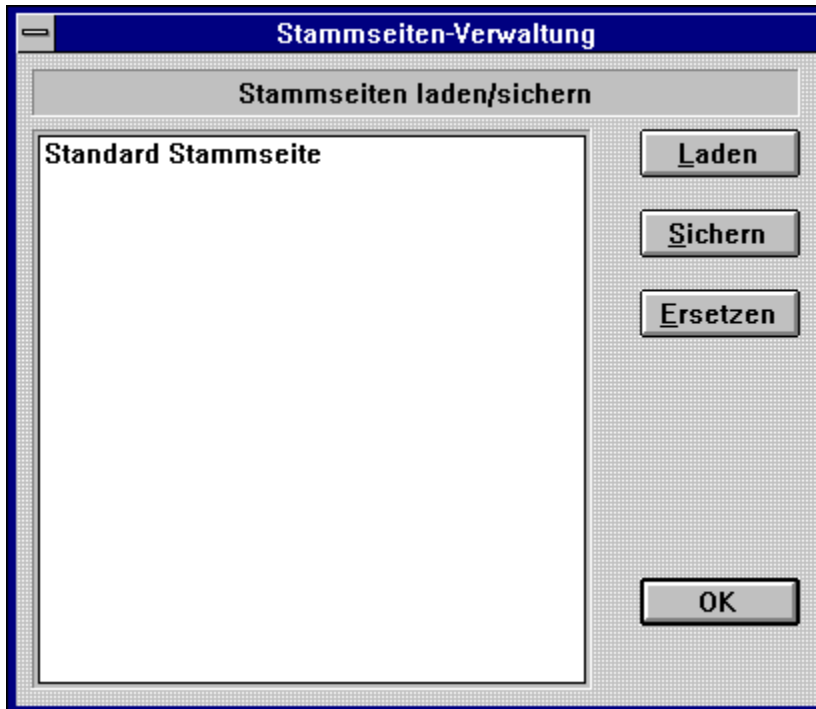 Stammseiten-Verwaltung
Stammseiten laden/sichern
Standard Stammseite
Laden
Sichern
Ersetzen
OK